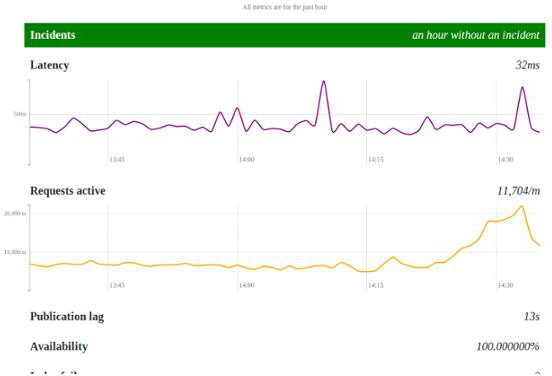 All metrics are for the past hour
Incidents
an hour without an incident
Latency
32ms
50ms
13:45
14:00
14:15
14:30
Requests active
11,704/m
20,000/m
10,000/m
13:45
14:00
14:15
14:30
Publication lag
13s
Availability
100.000000%